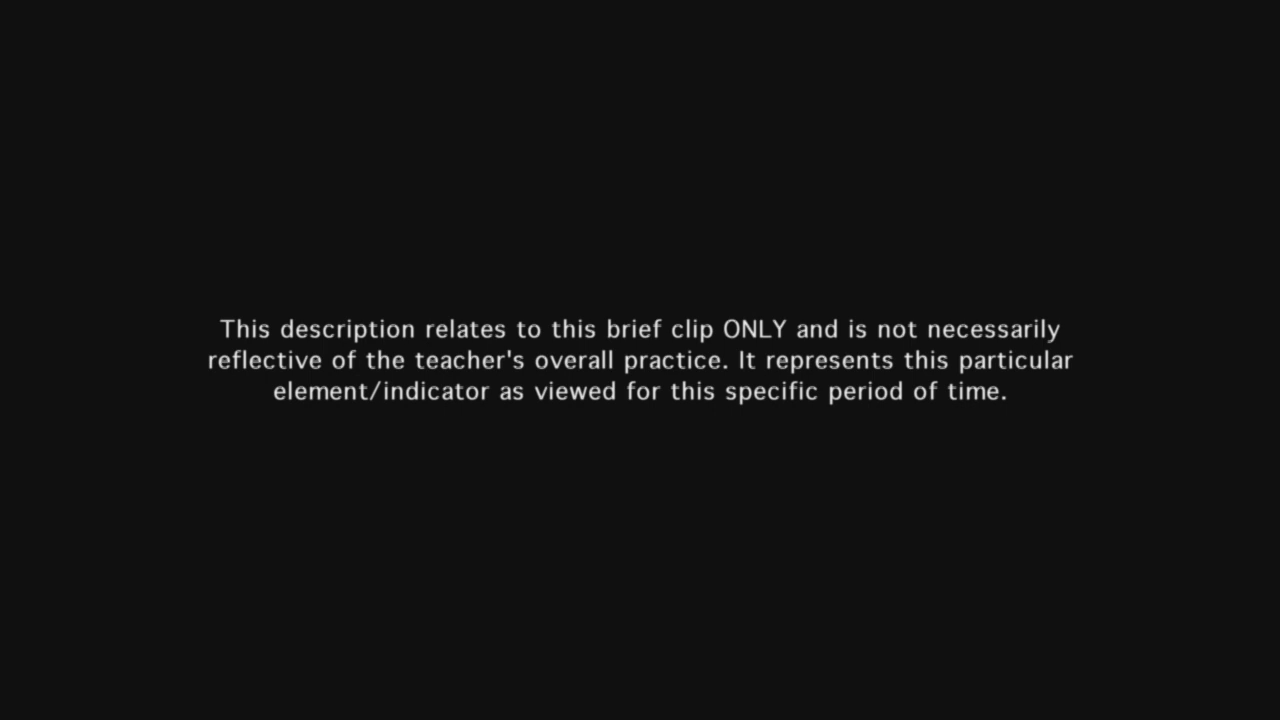 This description relates to this brief clip ONLY and is not necessarily
reflective of the teacher's overall practice. It represents this particular
element/indicator as viewed for this specific period of time.